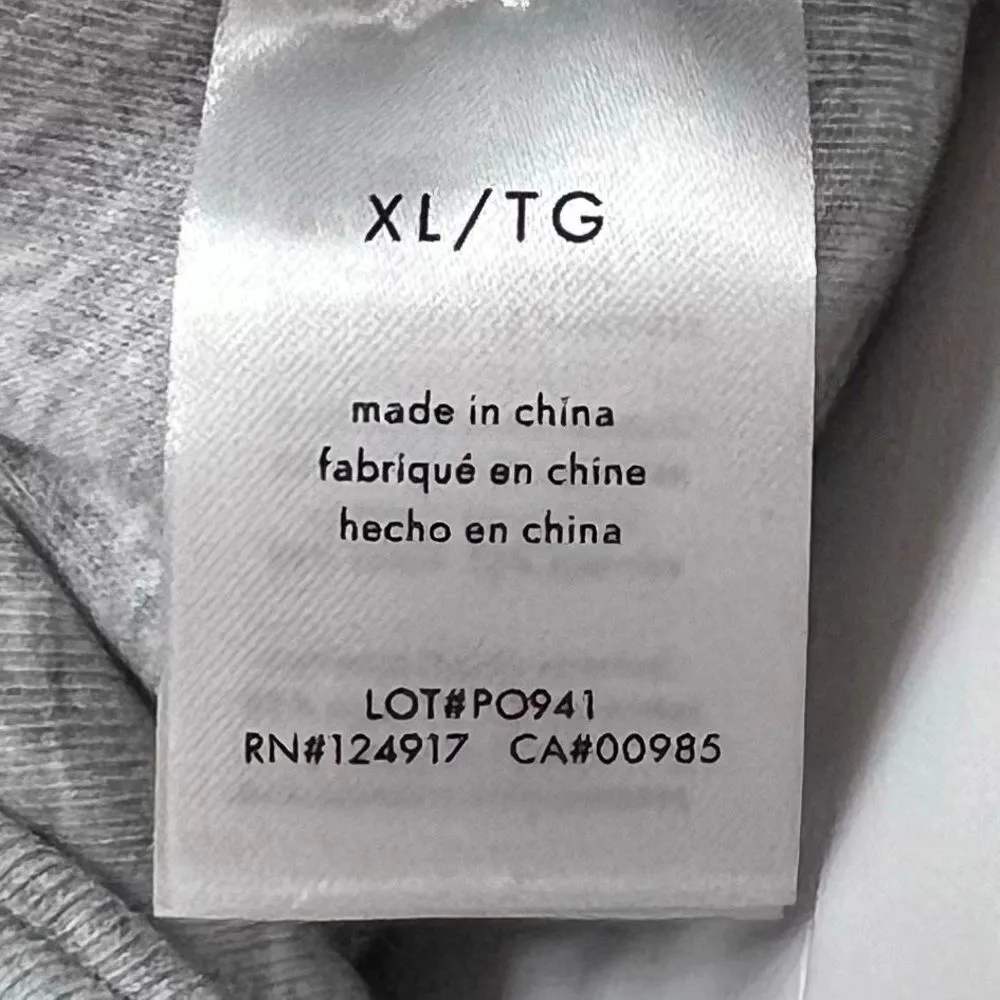 XL/TG
made in china
fabriqué en chine
hecho en china
LOT#PO941
RN#124917 CA#00985